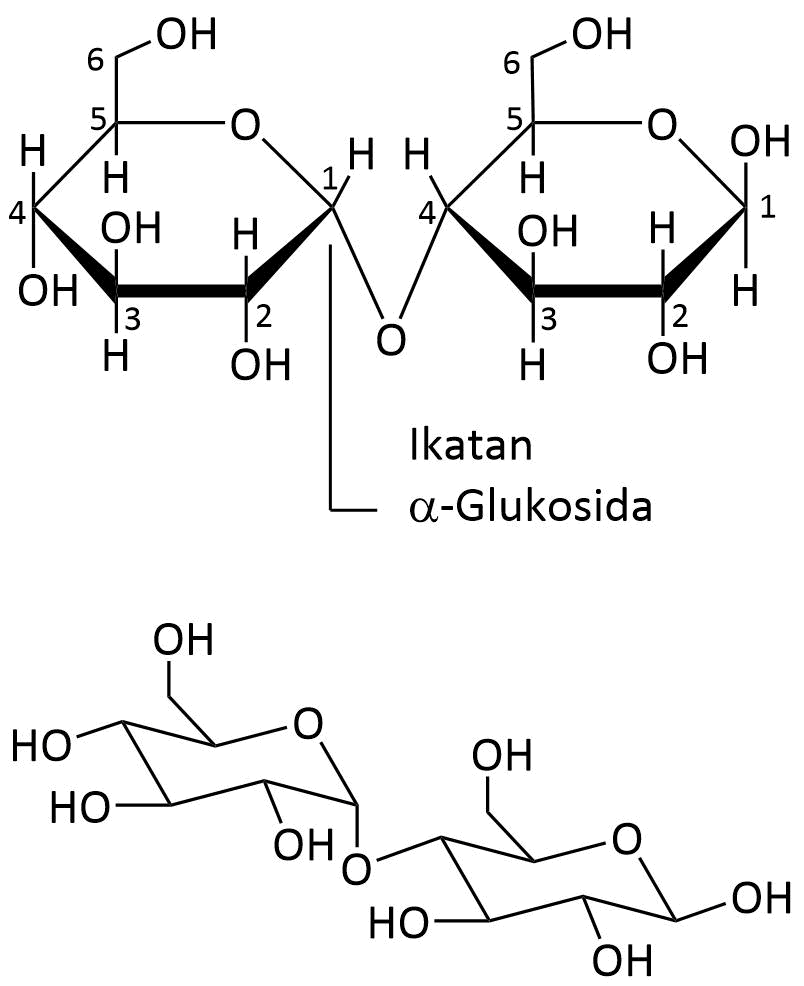 6 OH 6 OH
5 O 5 O OH
H H 1 H H H 1
4 OH H 4 OH H
OH 3 2 3 2 H
H OH O H OH
Ikatan
α-Glukosida
OH
HO O OH
HO OH O O OH
HO OH